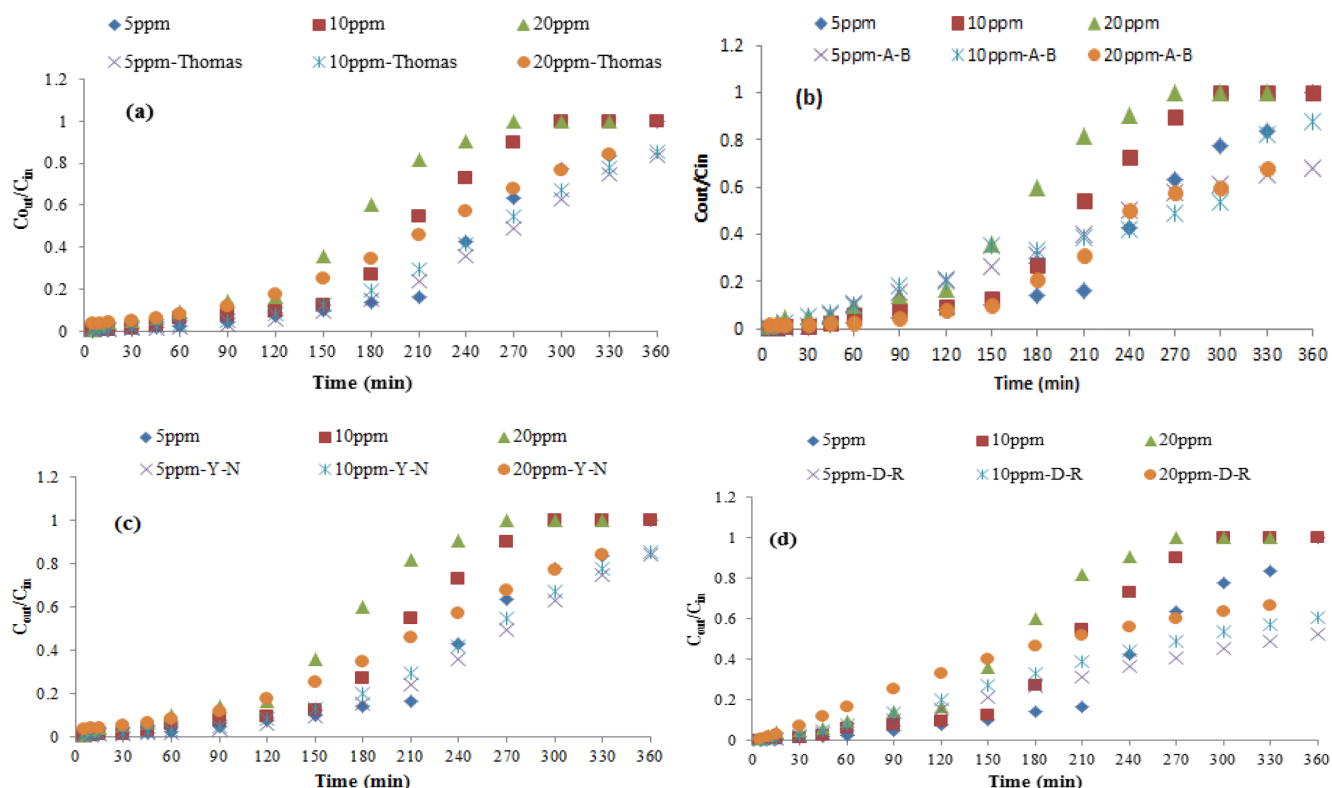 5ppm 10ppm 20ppm
5ppm-Thomas 10ppm-Thomas 20ppm-Thomas
(a)
Cout/Cin
1.2
1
0.8
0.6
0.4
0.2
0
0 30 60 90 120 150 180 210 240 270 300 330 360
Time (min)
5ppm 10ppm 20ppm
5ppm-A-B 10ppm-A-B 20ppm-A-B
(b)
Cout/Cin
1.2
1
0.8
0.6
0.4
0.2
0
0 30 60 90 120 150 180 210 240 270 300 330 360
Time (min)
5ppm 10ppm 20ppm
5ppm-Y-N 10ppm-Y-N 20ppm-Y-N
(c)
Cout/Cin
1.2
1
0.8
0.6
0.4
0.2
0
0 30 60 90 120 150 180 210 240 270 300 330 360
Time (min)
5ppm 10ppm 20ppm
5ppm-D-R 10ppm-D-R 20ppm-D-R
(d)
Cout/Cin
1.2
1
0.8
0.6
0.4
0.2
0
0 30 60 90 120 150 180 210 240 270 300 330 360
Time (min)